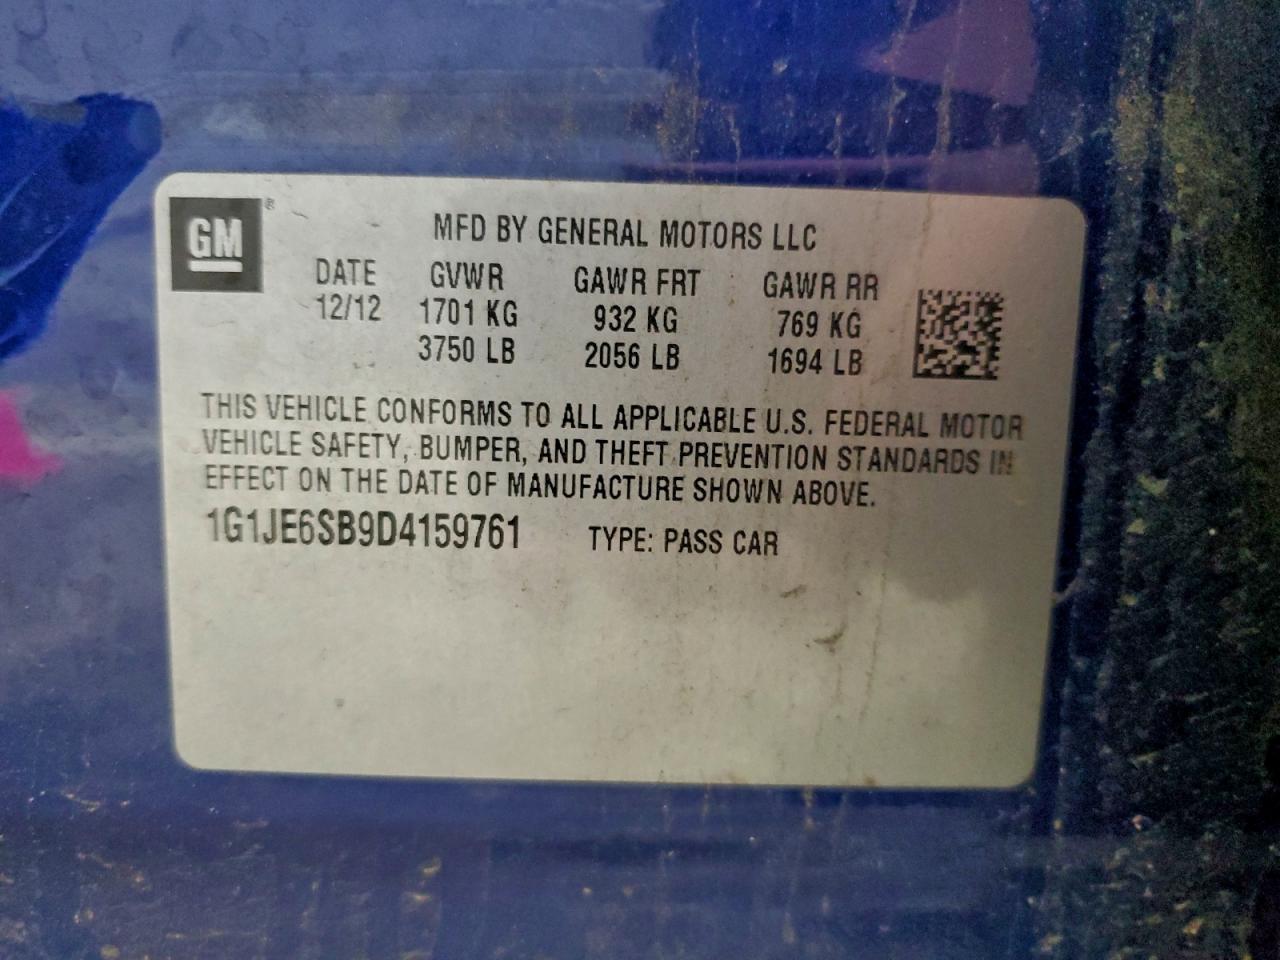 GM®
MFD BY GENERAL MOTORS LLC
DATE GVWR GAWR FRT GAWR RR
12/12 1701 KG 932 KG 769 KG
3750 LB 2056 LB 1694 LB
THIS VEHICLE CONFORMS TO ALL APPLICABLE U.S. FEDERAL MOTOR
VEHICLE SAFETY, BUMPER, AND THEFT PREVENTION STANDARDS IN
EFFECT ON THE DATE OF MANUFACTURE SHOWN ABOVE.
1G1JE6SB9D4159761 TYPE: PASS CAR